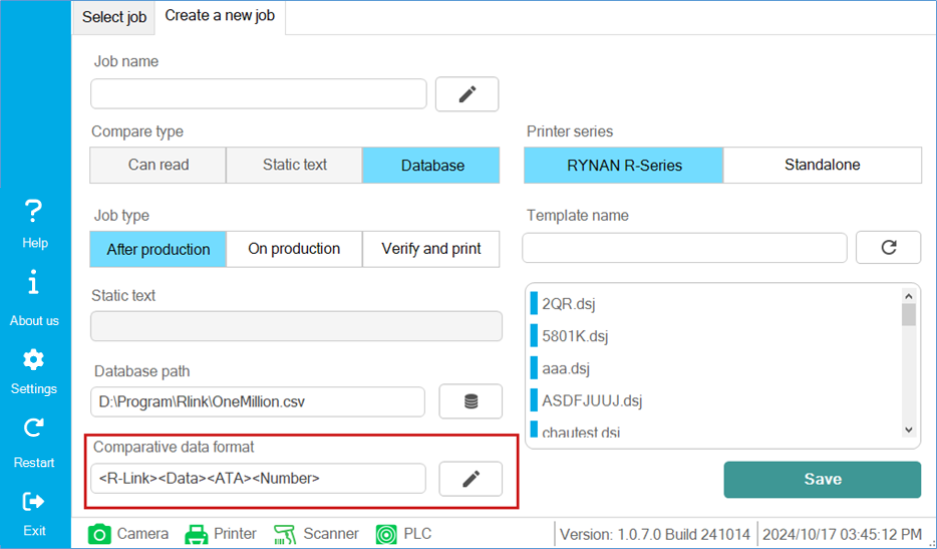 Select job
Create a new job
Job name
Compare type
Can read
Static text
Database
Printer series
RYNAN R-Series
Standalone
Job type
After production
On production
Verify and print
Template name
Static text
2QR.dsj
5801K.dsj
aaa.dsj
ASDFJUUJ.dsj
chautest.dsj
Database path
D:\Program\Rlink\OneMillion.csv
Comparative data format
<R-Link><Data><ATA><Number>
Save
Help
About us
Settings
Restart
Exit
Camera
Printer
Scanner
PLC
Version: 1.0.7.0 Build 241014
2024/10/17 03:45:12 PM